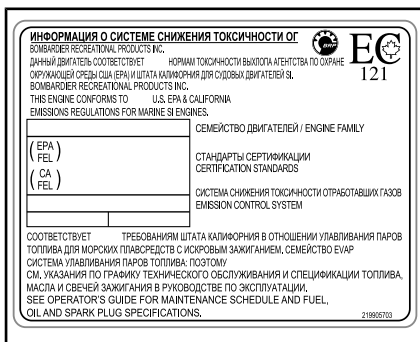 ИНФОРМАЦИЯ О СИСТЕМЕ СНИЖЕНИЯ ТОКСИЧНОСТИ ОГ
BRP
EC
121
BOMBARDIER RECREATIONAL PRODUCTS INC.
ДАННЫЙ ДВИГАТЕЛЬ СООТВЕТСТВУЕТ НОРМАМ ТОКСИЧНОСТИ ВЫХЛОПА АГЕНТСТВА ПО ОХРАНЕ
ОКРУЖАЮЩЕЙ СРЕДЫ США (EPA) И ШТАТА КАЛИФОРНИЯ ДЛЯ СУДОВЫХ ДВИГАТЕЛЕЙ SI.
BOMBARDIER RECREATIONAL PRODUCTS INC.
THIS ENGINE CONFORMS TO U.S. EPA & CALIFORNIA
EMISSIONS REGULATIONS FOR MARINE SI ENGINES.
СЕМЕЙСТВО ДВИГАТЕЛЕЙ / ENGINE FAMILY
(EPA FEL)
СТАНДАРТЫ СЕРТИФИКАЦИИ
CERTIFICATION STANDARDS
(CA FEL)
СИСТЕМА СНИЖЕНИЯ ТОКСИЧНОСТИ ОТРАБОТАВШИХ ГАЗОВ
EMISSION CONTROL SYSTEM
СООТВЕТСТВУЕТ ТРЕБОВАНИЯМ ШТАТА КАЛИФОРНИЯ В ОТНОШЕНИИ УЛАВЛИВАНИЯ ПАРОВ
ТОПЛИВА ДЛЯ МОРСКИХ ПЛАВСРЕДСТВ С ИСКРОВЫМ ЗАЖИГАНИЕМ, СЕМЕЙСТВО EVAP
СИСТЕМА УЛАВЛИВАНИЯ ПАРОВ ТОПЛИВА: ПОЭТОМУ
СМ. УКАЗАНИЯ ПО ГРАФИКУ ТЕХНИЧЕСКОГО ОБСЛУЖИВАНИЯ И СПЕЦИФИКАЦИИ ТОПЛИВА,
МАСЛА И СВЕЧЕЙ ЗАЖИГАНИЯ В РУКОВОДСТВЕ ПО ЭКСПЛУАТАЦИИ.
SEE OPERATOR'S GUIDE FOR MAINTENANCE SCHEDULE AND FUEL,
OIL AND SPARK PLUG SPECIFICATIONS.
219905703